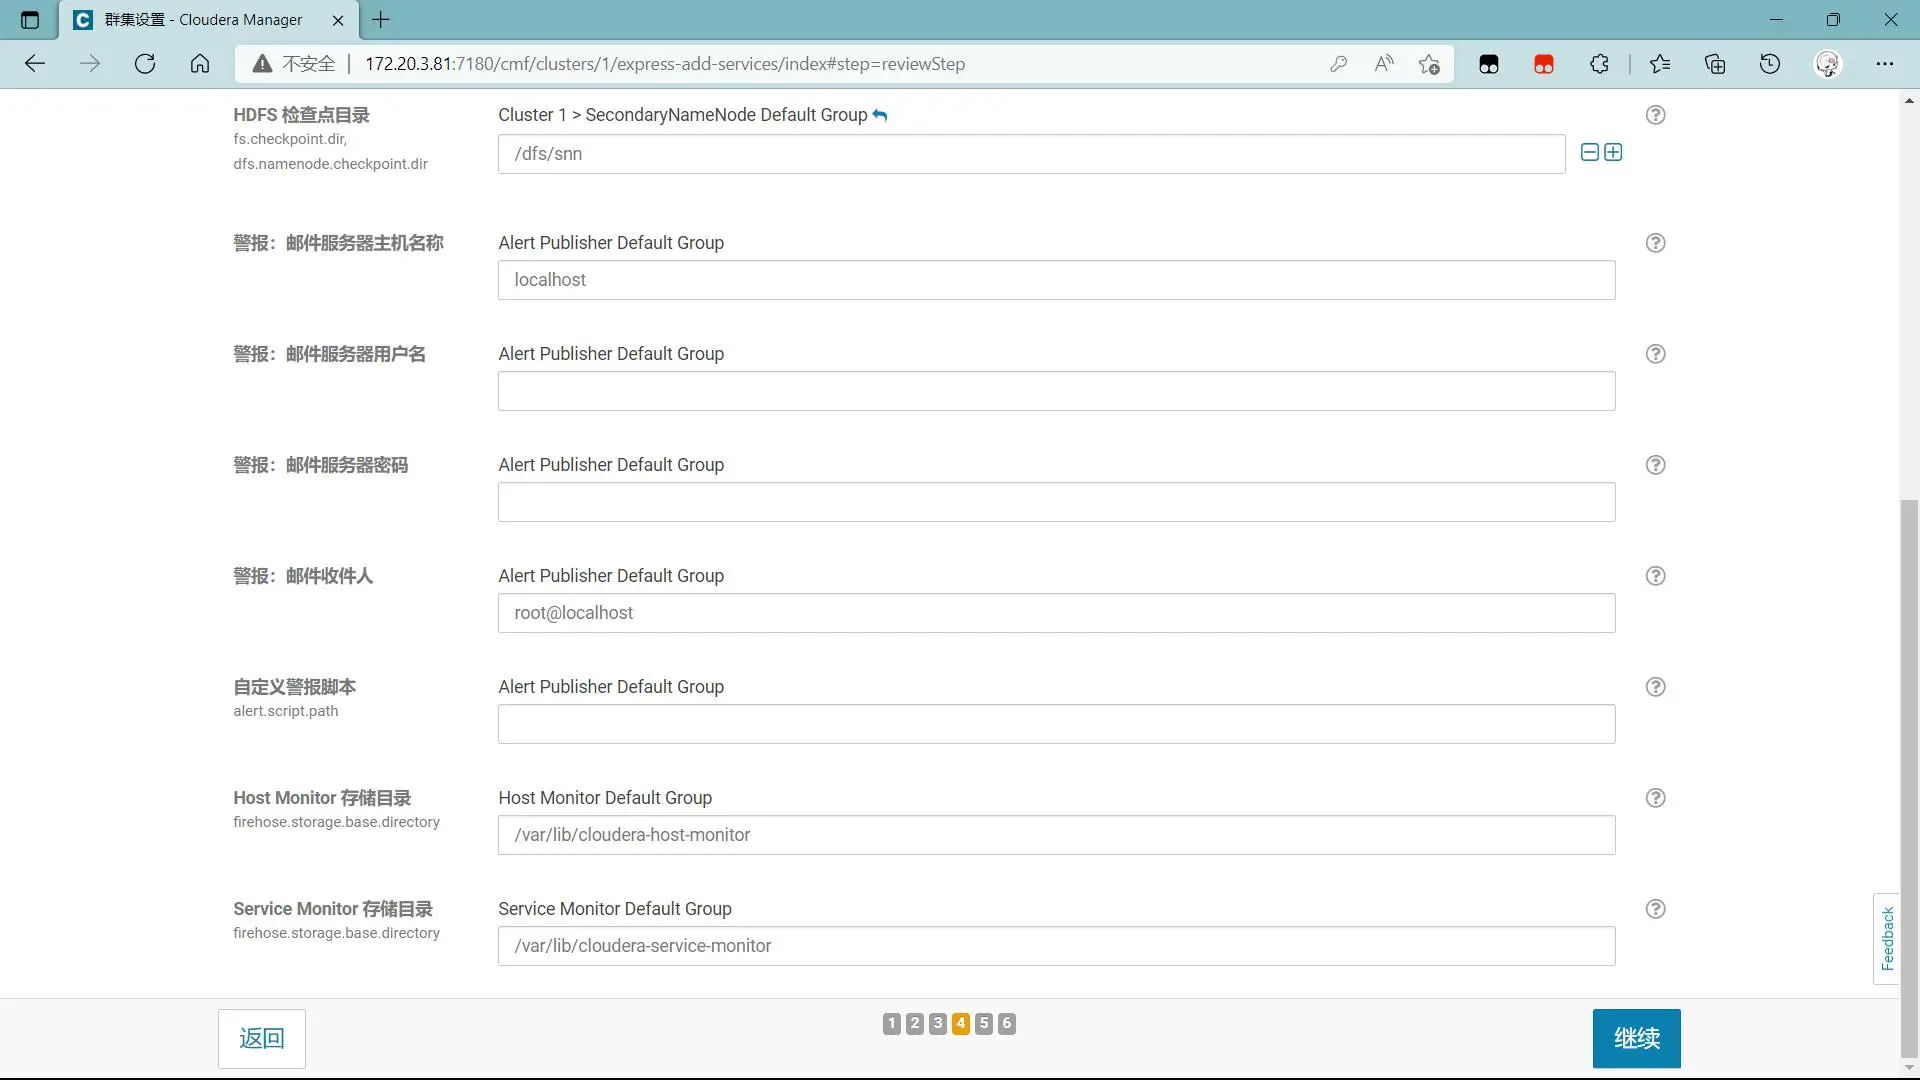 群集设置 - Cloudera Manager
不安全
172.20.3.81:7180/cmf/clusters/1/express-add-services/index#step=reviewStep
HDFS 检查点目录
fs.checkpoint.dir,
dfs.namenode.checkpoint.dir
Cluster 1 > SecondaryNameNode Default Group
/dfs/snn
警报：邮件服务器主机名称
Alert Publisher Default Group
localhost
警报：邮件服务器用户名
Alert Publisher Default Group
警报：邮件服务器密码
Alert Publisher Default Group
警报：邮件收件人
Alert Publisher Default Group
root@localhost
自定义警报脚本
alert.script.path
Alert Publisher Default Group
Host Monitor 存储目录
firehose.storage.base.directory
Host Monitor Default Group
/var/lib/cloudera-host-monitor
Service Monitor 存储目录
firehose.storage.base.directory
Service Monitor Default Group
/var/lib/cloudera-service-monitor
Feedback
返回
1 2 3 4 5 6
继续